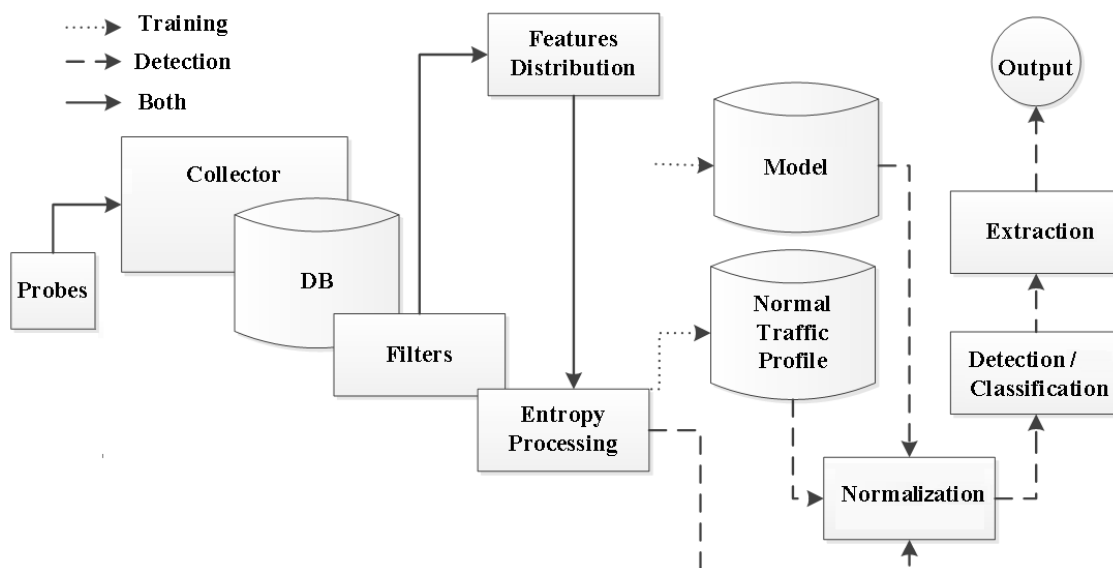 Training
Detection
Both
Features
Distribution
Output
Collector
Model
Extraction
DB
Probes
Normal
Traffic
Profile
Filters
Detection /
Classification
Entropy
Processing
Normalization